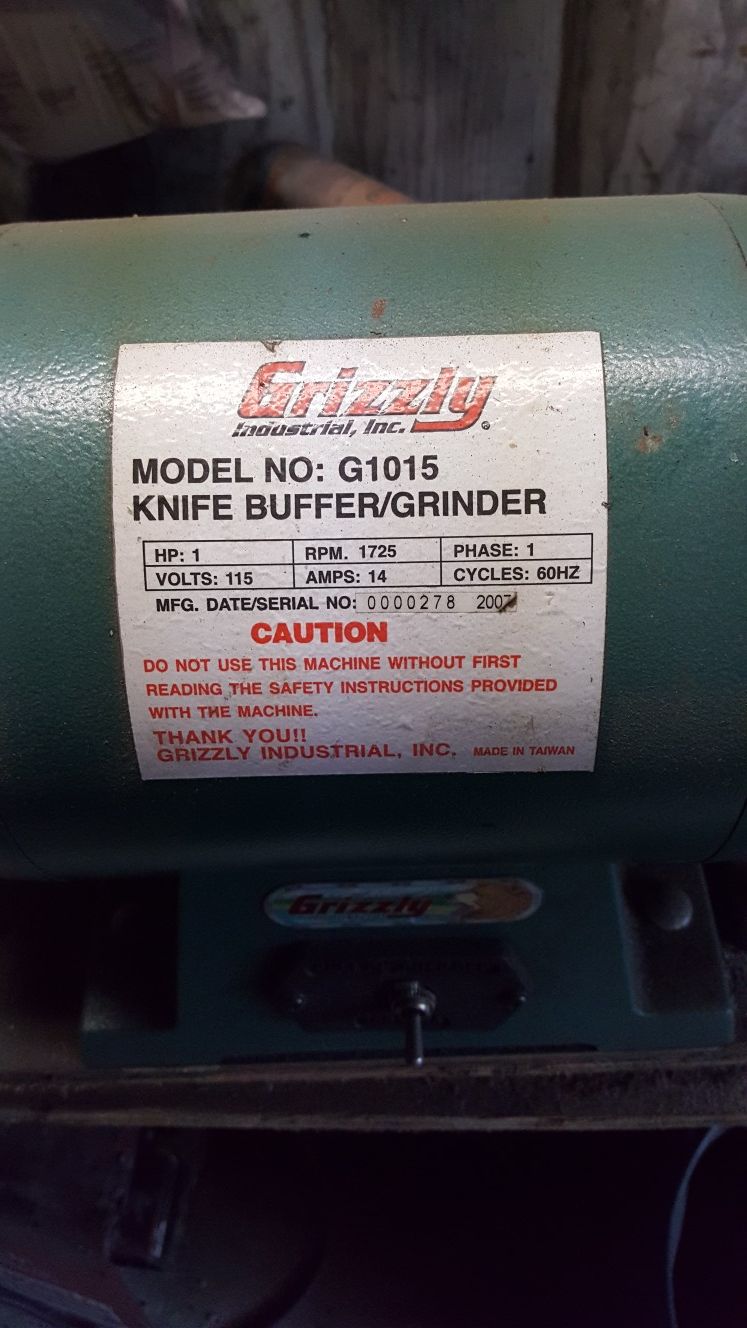 Grizzly
Industrial, Inc.
MODEL NO: G1015
KNIFE BUFFER/GRINDER
HP: 1 RPM. 1725 PHASE: 1
VOLTS: 115 AMPS: 14 CYCLES: 60HZ
MFG. DATE/SERIAL NO: 0000278 2007
CAUTION
DO NOT USE THIS MACHINE WITHOUT FIRST
READING THE SAFETY INSTRUCTIONS PROVIDED
WITH THE MACHINE.
THANK YOU!!
GRIZZLY INDUSTRIAL, INC. MADE IN TAIWAN
Grizzly